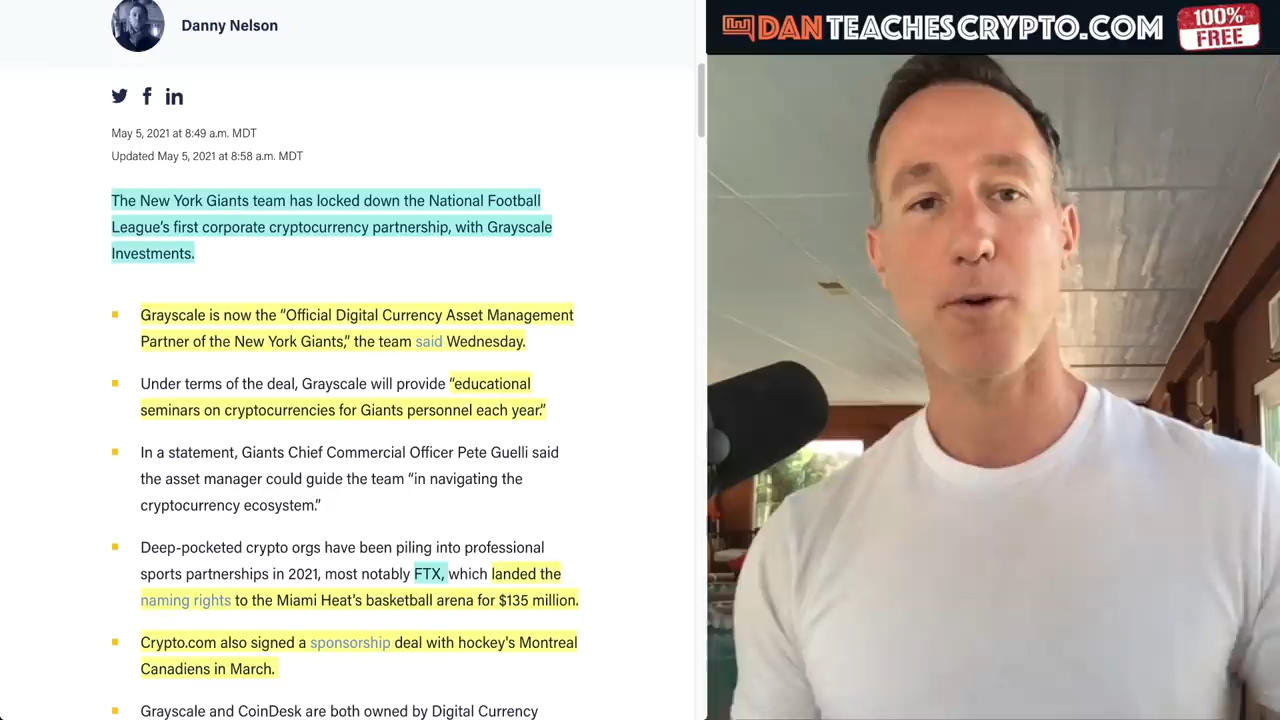 Danny Nelson
May 5, 2021 at 8:49 a.m. MDT
Updated May 5, 2021 at 8:58 a.m. MDT
The New York Giants team has locked down the National Football
League's first corporate cryptocurrency partnership, with Grayscale
Investments.
Grayscale is now the “Official Digital Currency Asset Management
Partner of the New York Giants,” the team said Wednesday.
Under terms of the deal, Grayscale will provide “educational
seminars on cryptocurrencies for Giants personnel each year.”
In a statement, Giants Chief Commercial Officer Pete Guelli said
the asset manager could guide the team “in navigating the
cryptocurrency ecosystem.”
Deep-pocketed crypto orgs have been piling into professional
sports partnerships in 2021, most notably FTX, which landed the
naming rights to the Miami Heat's basketball arena for $135 million.
Crypto.com also signed a sponsorship deal with hockey's Montreal
Canadiens in March.
Grayscale and CoinDesk are both owned by Digital Currency
DANTEACHESCRYPTO.COM
100%
FREE